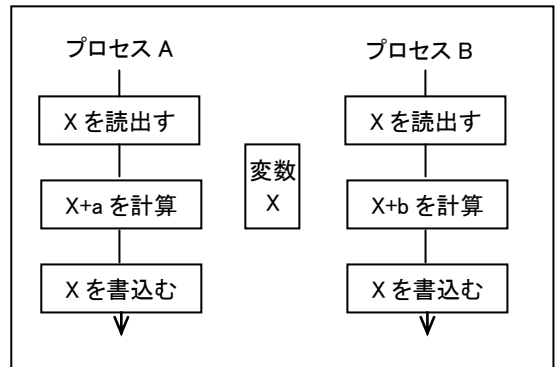 プロセス A
プロセス B
X を読出す
X を読出す
変数
X
X+a を計算
X+b を計算
X を書込む
X を書込む